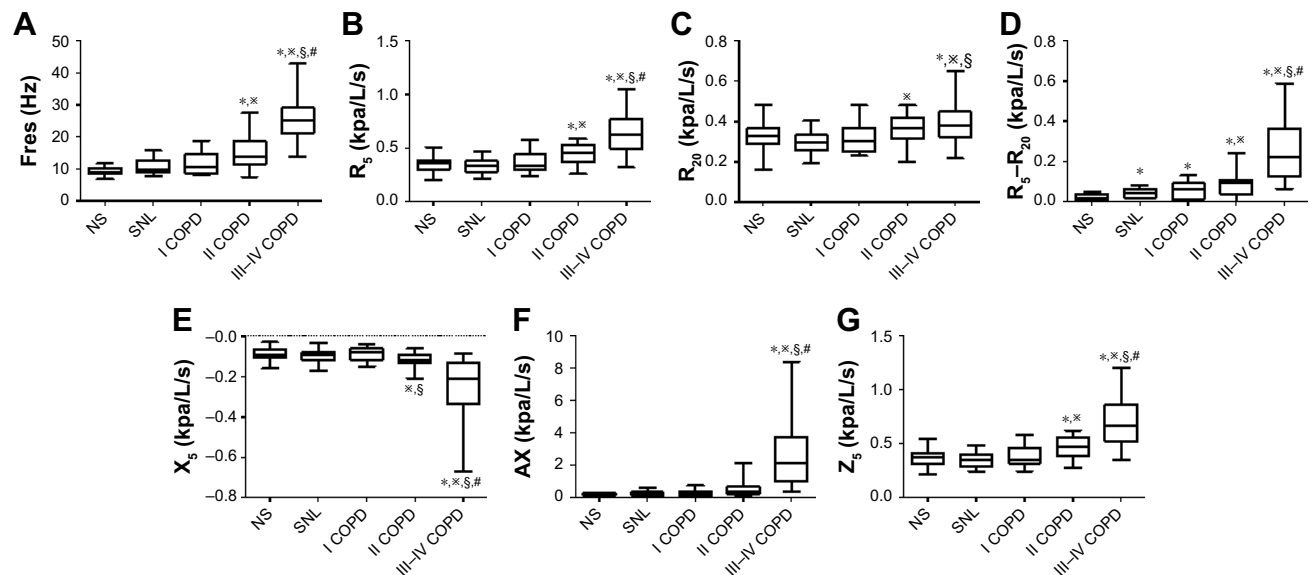 A
Fres (Hz)
50
40
30
20
10
0
*,※
*,※,§,#
NS
SNL
I COPD
II COPD
III–IV COPD
B
R5 (kpa/L/s)
1.5
1.0
0.5
0.0
*,※
*,※,§,#
NS
SNL
I COPD
II COPD
III–IV COPD
C
R20 (kpa/L/s)
0.8
0.6
0.4
0.2
0.0
※
*,※,§
NS
SNL
I COPD
II COPD
III–IV COPD
D
R5–R20 (kpa/L/s)
0.8
0.6
0.4
0.2
0.0
*
*
*,※
*,※,§,#
NS
SNL
I COPD
II COPD
III–IV COPD
E
X5 (kpa/L/s)
–0.0
–0.2
–0.4
–0.6
–0.8
※,§
*,※,§,#
NS
SNL
I COPD
II COPD
III–IV COPD
F
AX (kpa/L/s)
10
8
6
4
2
0
*,※,§,#
NS
SNL
I COPD
II COPD
III–IV COPD
G
Z5 (kpa/L/s)
1.5
1.0
0.5
0.0
*,※
*,※,§,#
NS
SNL
I COPD
II COPD
III–IV COPD